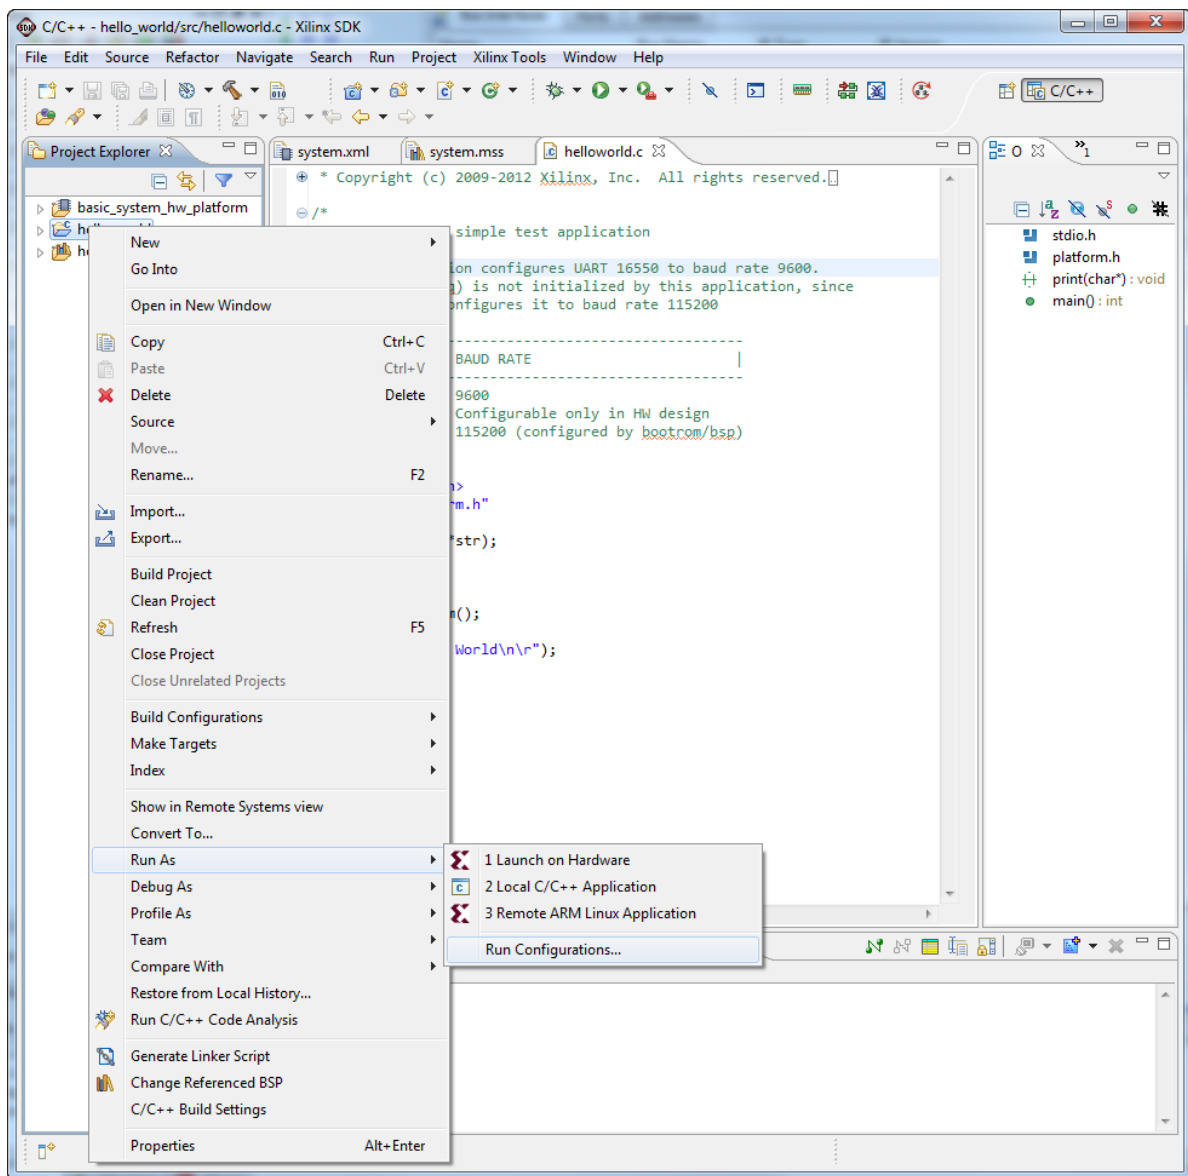 C/C++ - hello_world/src/helloworld.c - Xilinx SDK
File Edit Source Refactor Navigate Search Run Project Xilinx Tools Window Help
C/C++
Project Explorer
system.xml
system.mss
helloworld.c
O
»1
* Copyright (c) 2009-2012 Xilinx, Inc.  All rights reserved.
basic_system_hw_platform
/*
simple test application
configures UART 16550 to baud rate 9600.
) is not initialized by this application, since
configures it to baud rate 115200
------------------------------------
BAUD RATE                            |
------------------------------------
9600
Configurable only in HW design
115200 (configured by bootrom/bsp)
>
.h"
*str);
();
World\n\r");
stdio.h
platform.h
print(char*) : void
main() : int
New
Go Into
Open in New Window
Copy Ctrl+C
Paste Ctrl+V
Delete Delete
Source
Move...
Rename... F2
Import...
Export...
Build Project
Clean Project
Refresh F5
Close Project
Close Unrelated Projects
Build Configurations
Make Targets
Index
Show in Remote Systems view
Convert To...
Run As
Debug As
Profile As
Team
Compare With
Restore from Local History...
Run C/C++ Code Analysis
Generate Linker Script
Change Referenced BSP
C/C++ Build Settings
Properties Alt+Enter
1 Launch on Hardware
2 Local C/C++ Application
3 Remote ARM Linux Application
Run Configurations...